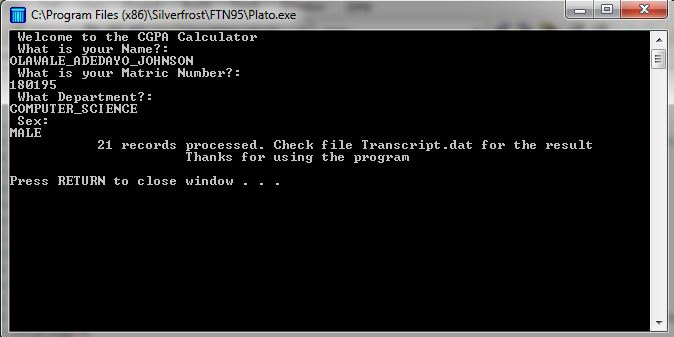 C:\Program Files (x86)\Silverfrost\FTN95\Plato.exe
Welcome to the CGPA Calculator
What is your Name?:
OLAWALE_ADEDAYO_JOHNSON
What is your Matric Number?:
180195
What Department?:
COMPUTER_SCIENCE
Sex:
MALE
21 records processed. Check file Transcript.dat for the result
Thanks for using the program
Press RETURN to close window . . .